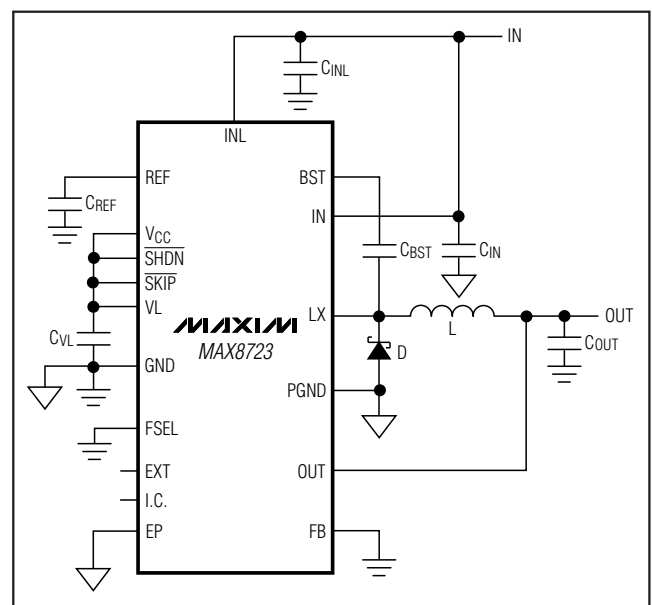 IN
CINL
INL
REF
BST
CREF
IN
VCC
SHDN
CBST
CIN
SKIP
VL
LX
OUT
MAXIM
L
CVL
MAX8723
D
COUT
GND
PGND
FSEL
EXT
OUT
I.C.
EP
FB